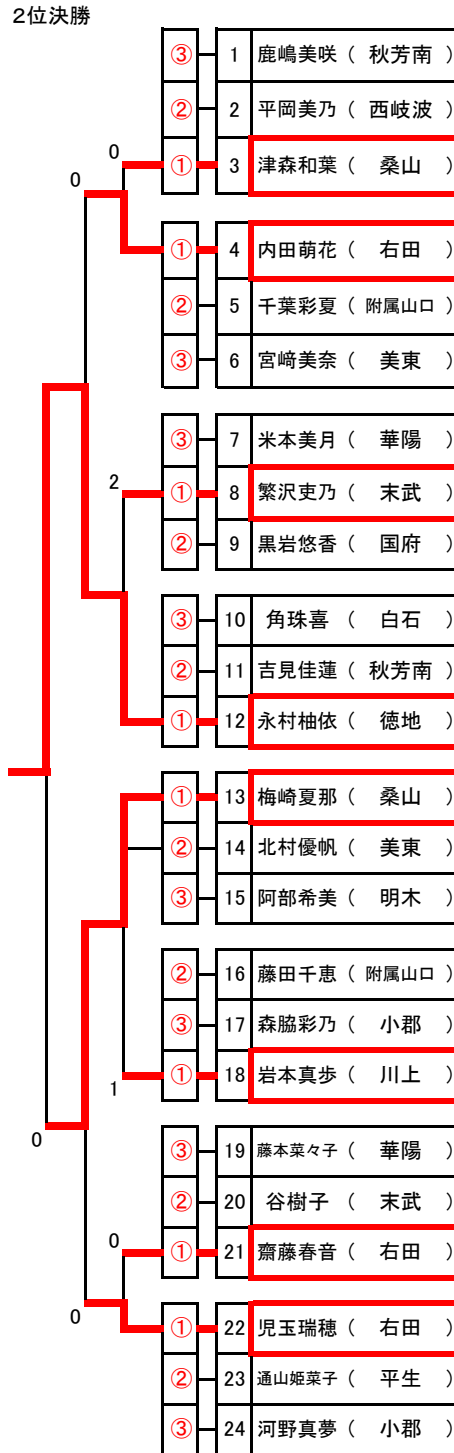 2位決勝
③ 1 鹿嶋美咲 ( 秋芳南 )
② 2 平岡美乃 ( 西岐波 )
0
① 3 津森和葉 ( 桑山 )
0
① 4 内田萌花 ( 右田 )
② 5 千葉彩夏 ( 附属山口 )
③ 6 宮﨑美奈 ( 美東 )
③ 7 米本美月 ( 華陽 )
2
① 8 繁沢吏乃 ( 末武 )
② 9 黒岩悠香 ( 国府 )
③ 10 角珠喜 ( 白石 )
② 11 吉見佳蓮 ( 秋芳南 )
① 12 永村柚依 ( 徳地 )
① 13 梅崎夏那 ( 桑山 )
② 14 北村優帆 ( 美東 )
③ 15 阿部希美 ( 明木 )
② 16 藤田千恵 ( 附属山口 )
③ 17 森脇彩乃 ( 小郡 )
① 18 岩本真歩 ( 川上 )
1
0
③ 19 藤本菜々子 ( 華陽 )
② 20 谷樹子 ( 末武 )
0
① 21 齋藤春音 ( 右田 )
0
① 22 児玉瑞穂 ( 右田 )
② 23 通山姫菜子 ( 平生 )
③ 24 河野真夢 ( 小郡 )